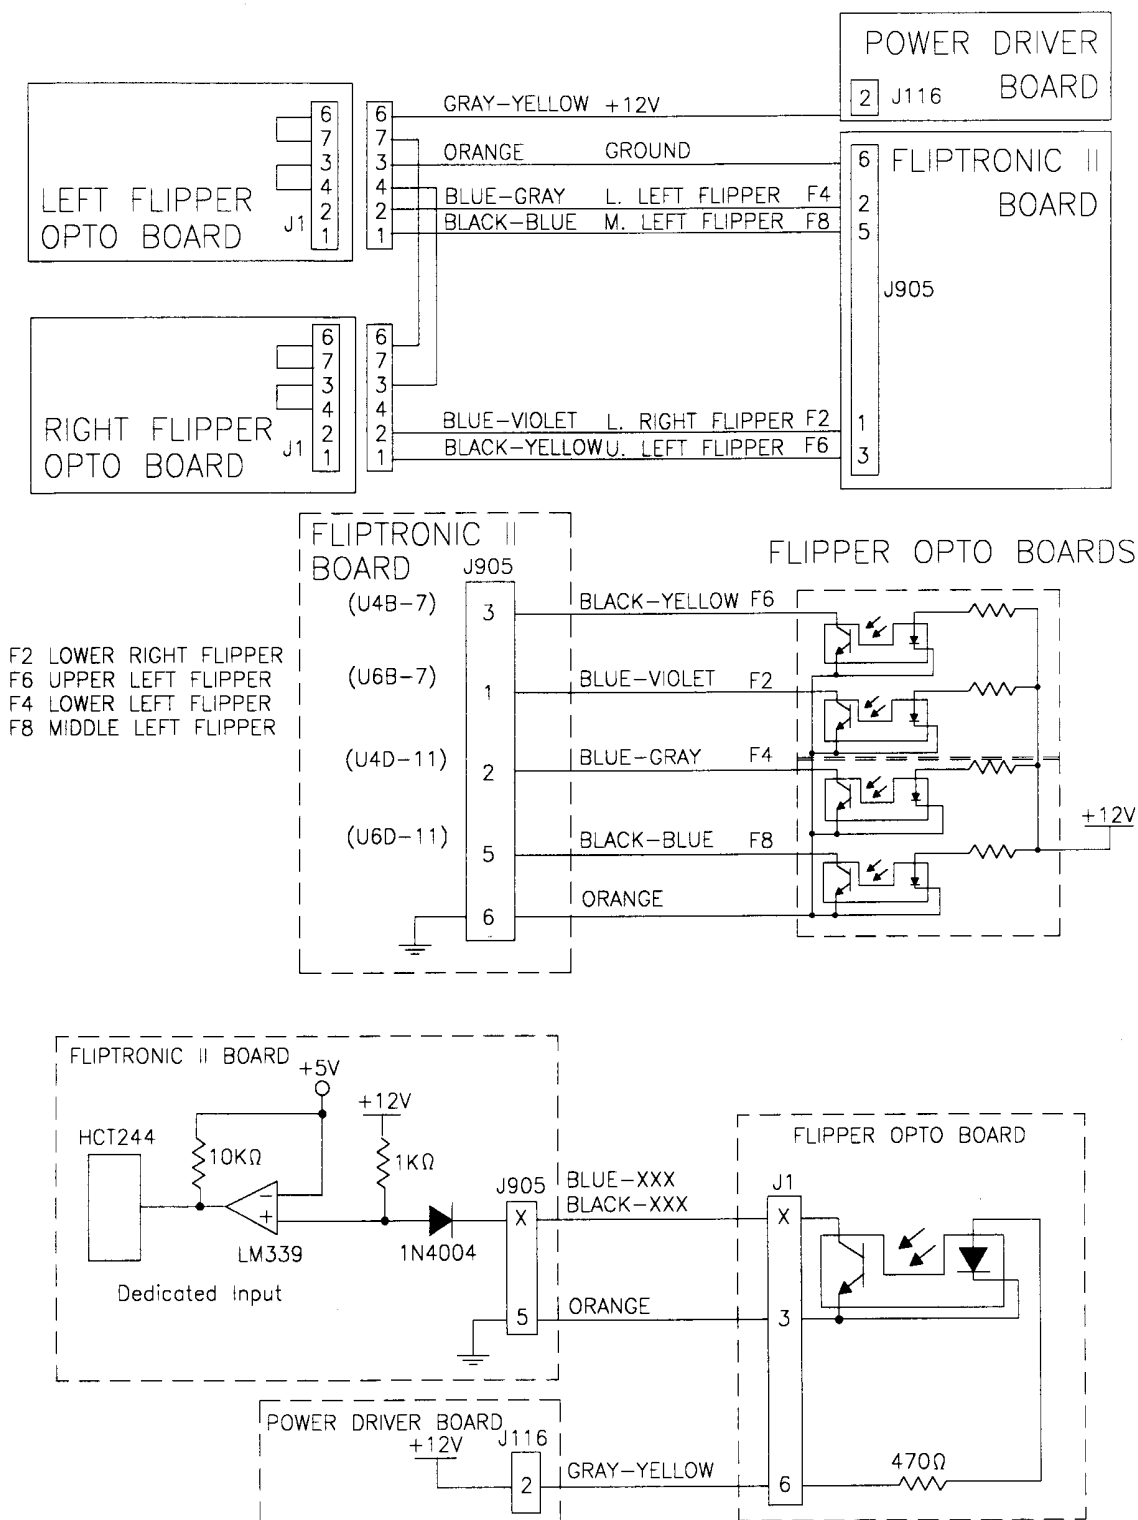 POWER DRIVER
BOARD
2 J116
GRAY-YELLOW +12V
6
7
3
4
2
1
J1
LEFT FLIPPER
OPTO BOARD
6
7
3
4
2
1
ORANGE GROUND
BLUE-GRAY L. LEFT FLIPPER F4
BLACK-BLUE M. LEFT FLIPPER F8
6
2
5
FLIPTRONIC II
BOARD
J905
1
3
6
7
3
4
2
1
J1
RIGHT FLIPPER
OPTO BOARD
6
7
3
4
2
1
BLUE-VIOLET L. RIGHT FLIPPER F2
BLACK-YELLOW U. LEFT FLIPPER F6
FLIPTRONIC II
BOARD
J905
FLIPPER OPTO BOARDS
(U4B-7) 3 BLACK-YELLOW F6
F2 LOWER RIGHT FLIPPER
F6 UPPER LEFT FLIPPER
F4 LOWER LEFT FLIPPER
F8 MIDDLE LEFT FLIPPER
(U6B-7) 1 BLUE-VIOLET F2
(U4D-11) 2 BLUE-GRAY F4
+12V
(U6D-11) 5 BLACK-BLUE F8
6 ORANGE
FLIPTRONIC II BOARD
+5V
+12V
HCT244
10KΩ
1KΩ
−
+
LM339
1N4004
Dedicated Input
J905
X
5
BLUE-XXX
BLACK-XXX
ORANGE
FLIPPER OPTO BOARD
J1
X
3
6
470Ω
POWER DRIVER BOARD
+12V
J116
2
GRAY-YELLOW